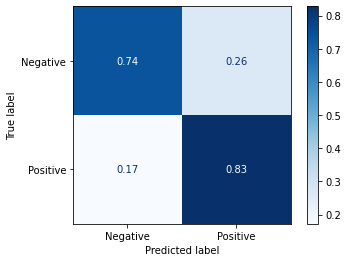 Negative
0.74
0.26
Positive
0.17
0.83
Negative
Positive
Predicted label
True label
0.8
0.7
0.6
0.5
0.4
0.3
0.2